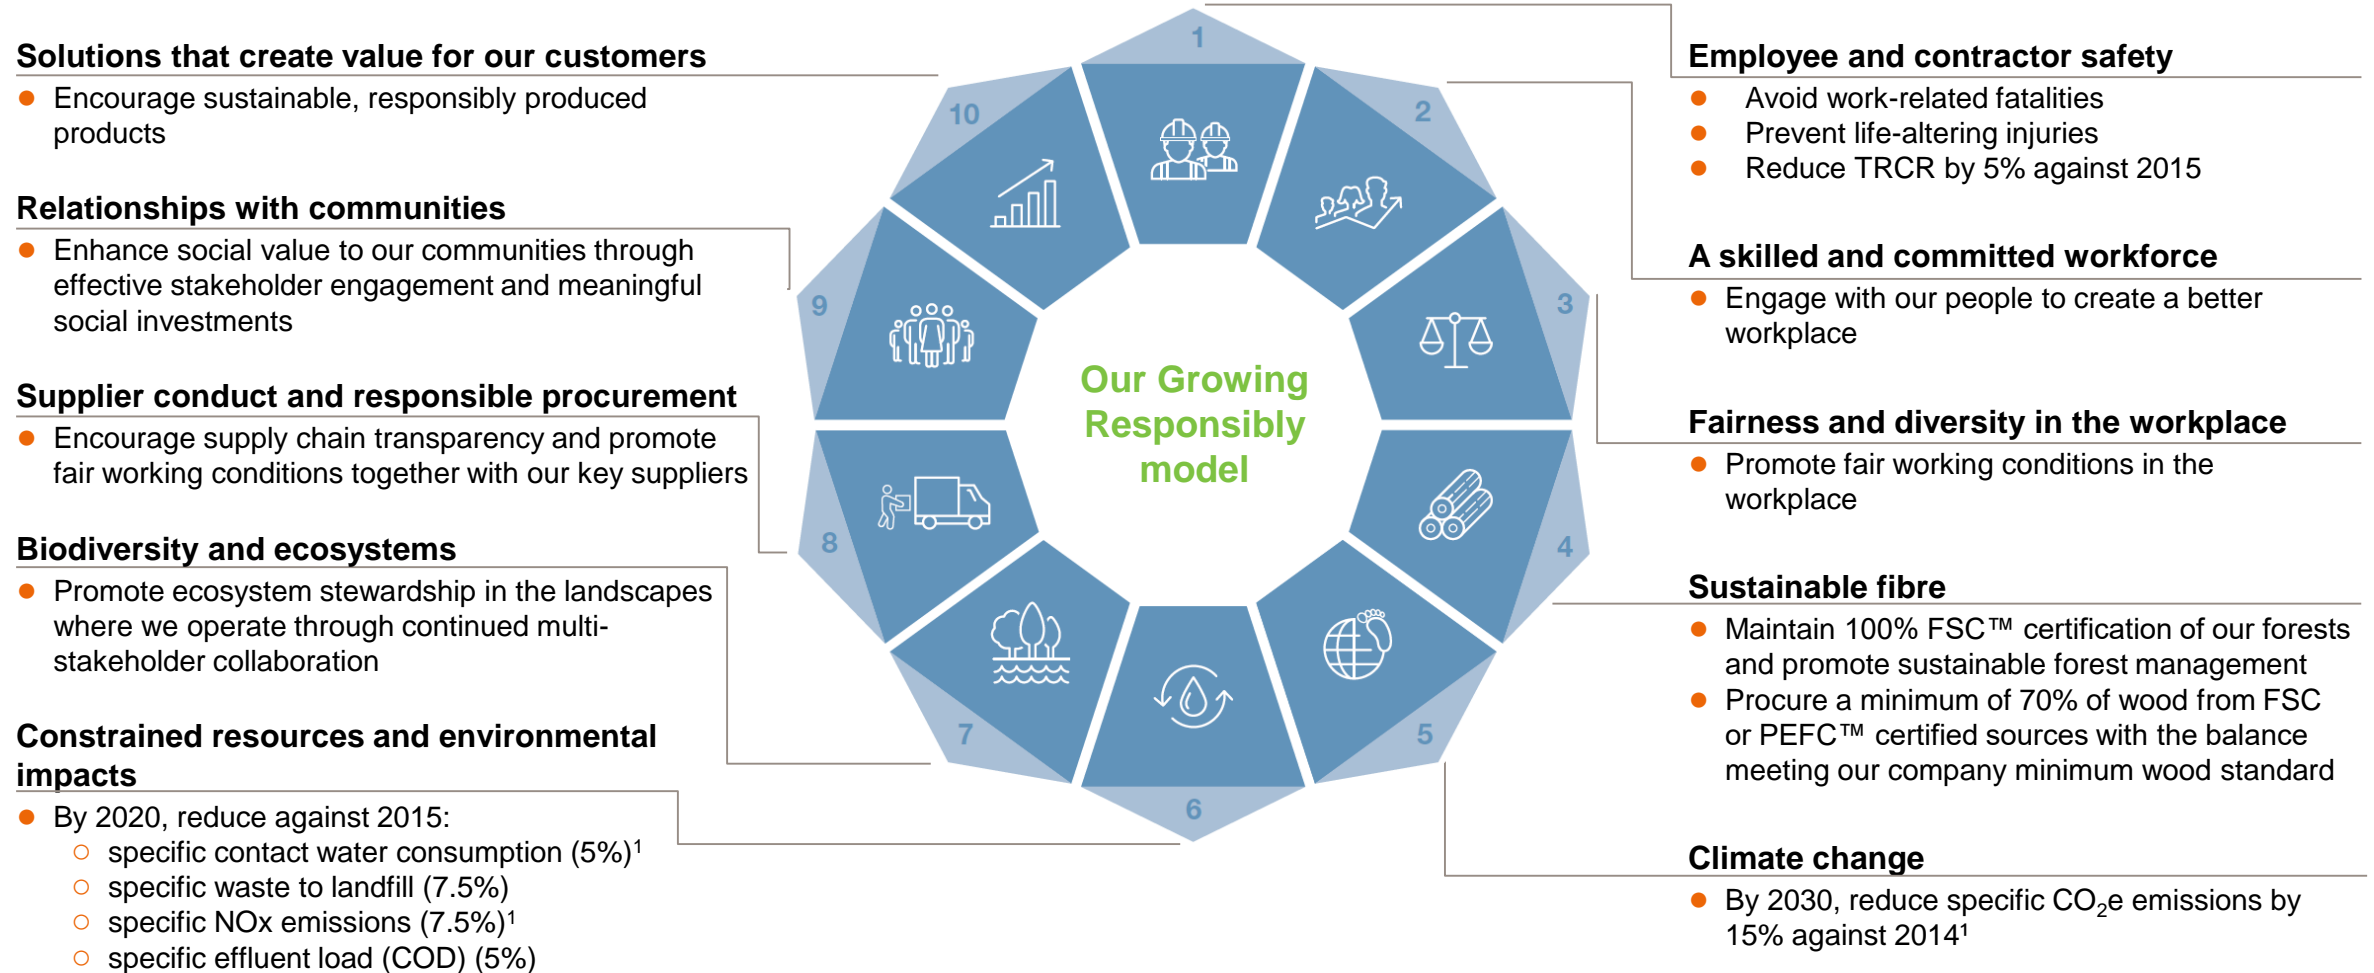 Solutions that create value for our customers
Encourage sustainable, responsibly produced
products
Relationships with communities
Enhance social value to our communities through
effective stakeholder engagement and meaningful
social investments
Supplier conduct and responsible procurement
Encourage supply chain transparency and promote
fair working conditions together with our key suppliers
Biodiversity and ecosystems
Promote ecosystem stewardship in the landscapes
where we operate through continued multi-
stakeholder collaboration
Constrained resources and environmental
impacts
By 2020, reduce against 2015:
specific contact water consumption (5%)¹
specific waste to landfill (7.5%)
specific NOx emissions (7.5%)¹
specific effluent load (COD) (5%)
1
2
3
4
5
6
7
8
9
10
Our Growing
Responsibly
model
Employee and contractor safety
Avoid work-related fatalities
Prevent life-altering injuries
Reduce TRCR by 5% against 2015
A skilled and committed workforce
Engage with our people to create a better
workplace
Fairness and diversity in the workplace
Promote fair working conditions in the
workplace
Sustainable fibre
Maintain 100% FSC™ certification of our forests
and promote sustainable forest management
Procure a minimum of 70% of wood from FSC
or PEFC™ certified sources with the balance
meeting our company minimum wood standard
Climate change
By 2030, reduce specific CO₂e emissions by
15% against 2014¹